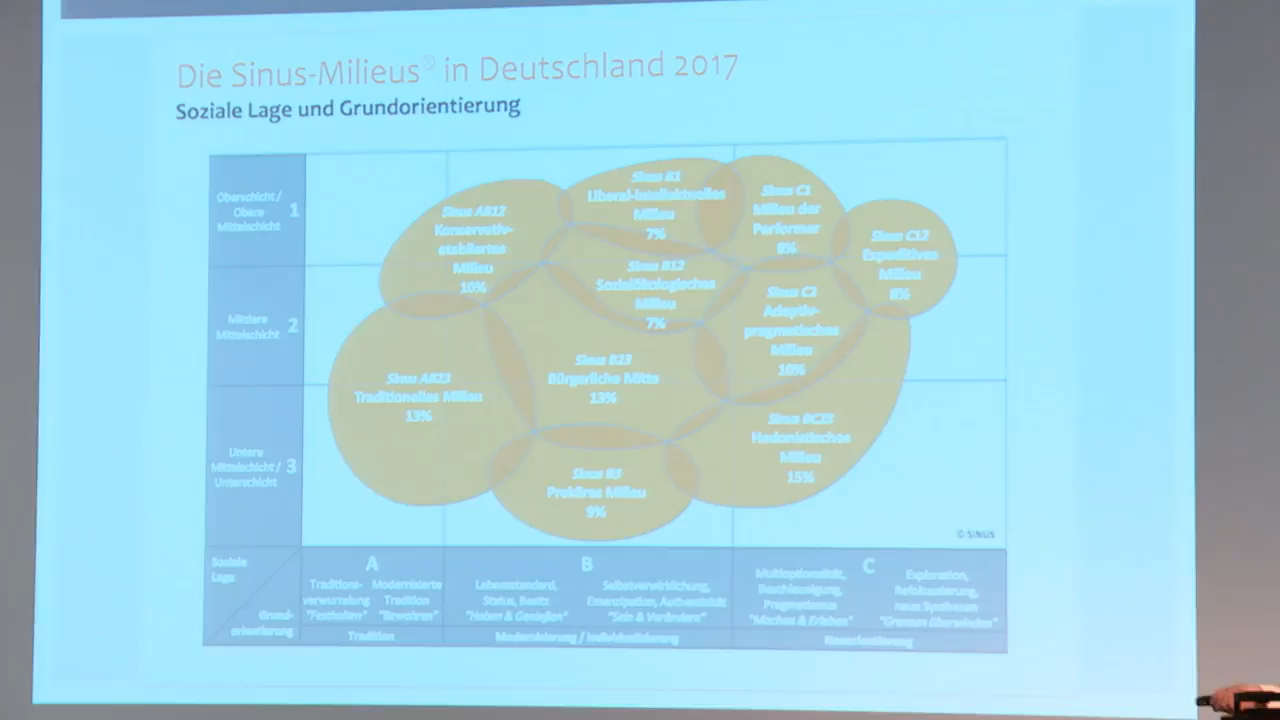 Die Sinus-Milieus® in Deutschland 2017
Soziale Lage und Grundorientierung
Oberschicht /
Obere
Mittelschicht
1
Mittlere
Mittelschicht
2
Untere
Mittelschicht /
Unterschicht
3
Sinus AB12
Konservativ-
etabliertes
Milieu
10%
Sinus B1
Liberal-intellektuelles
Milieu
7%
Sinus C1
Milieu der
Performer
8%
Sinus C12
Expeditives
Milieu
8%
Sinus B12
Sozialökologisches
Milieu
7%
Sinus C2
Adaptiv-
pragmatisches
Milieu
10%
Sinus AB23
Traditionelles Milieu
13%
Sinus B23
Bürgerliche Mitte
13%
Sinus BC23
Hedonistisches
Milieu
15%
Sinus B3
Prekäres Milieu
9%
© SINUS
Soziale
Lage
Grund-
orientierung
A
Traditions-
verwurzelung
"Festhalten"
Modernisierte
Tradition
"Bewahren"
Tradition
B
Lebensstandard,
Status, Besitz
"Haben & Genießen"
Selbstverwirklichung,
Emanzipation, Authentizität
"Sein & Verändern"
Modernisierung / Individualisierung
C
Multioptionalität,
Beschleunigung,
Pragmatismus
"Machen & Erleben"
Exploration,
Refokussierung,
neue Synthesen
"Grenzen überwinden"
Neuorientierung